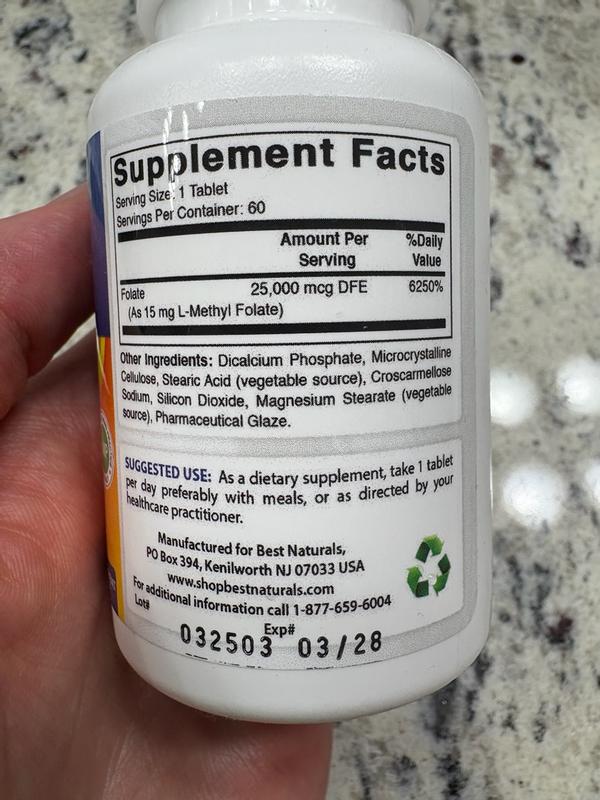 Supplement Facts
Serving Size: 1 Tablet
Servings Per Container: 60
Amount Per Serving %Daily Value
Folate 25,000 mcg DFE 6250%
(As 15 mg L-Methyl Folate)
Other Ingredients: Dicalcium Phosphate, Microcrystalline
Cellulose, Stearic Acid (vegetable source), Croscarmellose
Sodium, Silicon Dioxide, Magnesium Stearate (vegetable
source), Pharmaceutical Glaze.
SUGGESTED USE: As a dietary supplement, take 1 tablet
per day preferably with meals, or as directed by your
healthcare practitioner.
Manufactured for Best Naturals,
PO Box 394, Kenilworth NJ 07033 USA
www.shopbestnaturals.com
For additional information call 1-877-659-6004
Lot# Exp#
032503 03/28